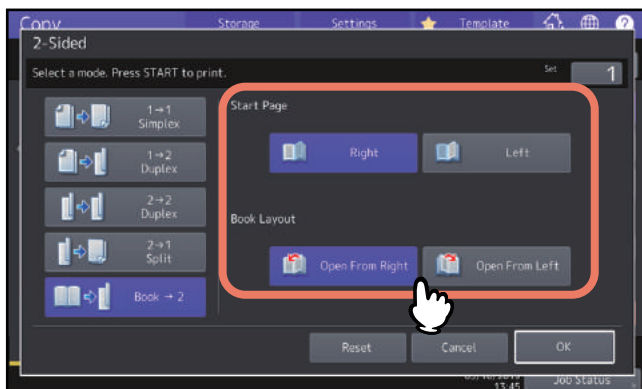 Copy Storage Settings Template ?
2-Sided
Select a mode. Press START to print. Set 1
1→1
Simplex
1→2
Duplex
2→2
Duplex
2→1
Split
Book → 2
Start Page
Right Left
Book Layout
Open From Right Open From Left
Reset Cancel OK
13:45 Job Status